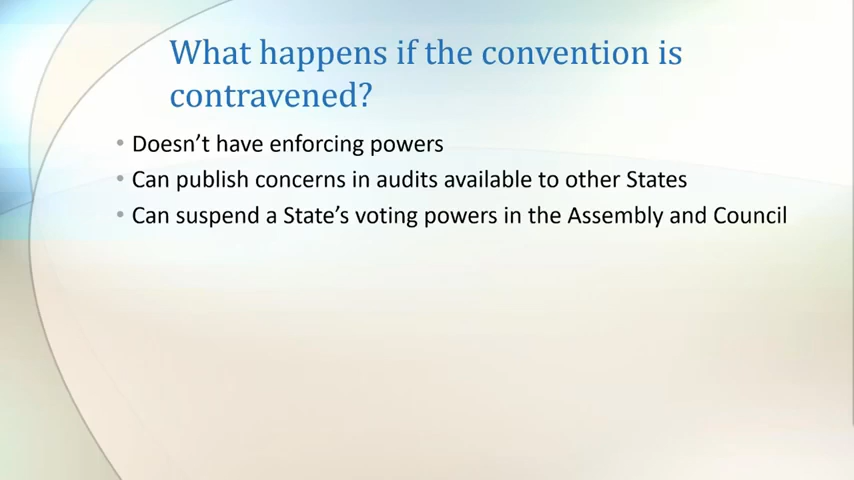 What happens if the convention is
contravened?
• Doesn’t have enforcing powers
• Can publish concerns in audits available to other States
• Can suspend a State’s voting powers in the Assembly and Council